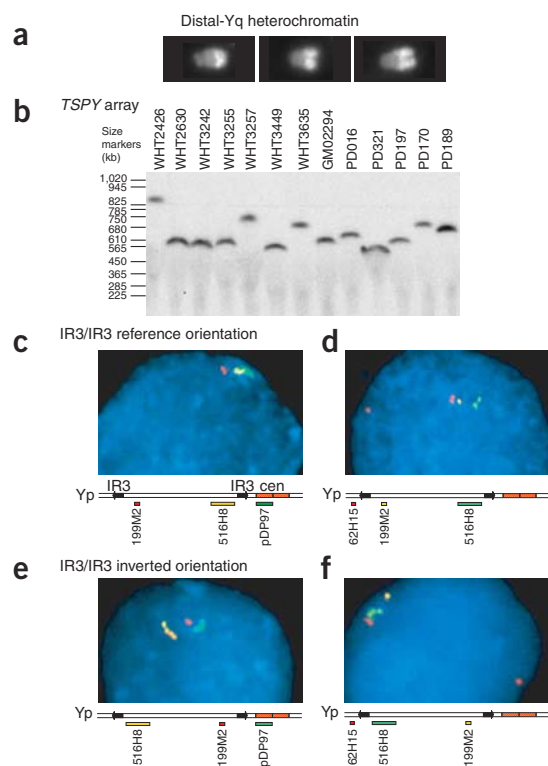 a
Distal-Yq heterochromatin
b
TSPY array
Size markers (kb)
WHT2426
WHT2630
WHT3242
WHT3255
WHT3257
WHT3449
WHT3635
GM02294
PD016
PD321
PD197
PD170
PD189
1,020
945
825
785
750
680
610
565
450
365
285
225
c
IR3/IR3 reference orientation
d
IR3
IR3 cen
Yp
199M2
516H8
pDP97
62H15
199M2
516H8
e
IR3/IR3 inverted orientation
f
Yp
516H8
199M2
pDP97
62H15
516H8
199M2